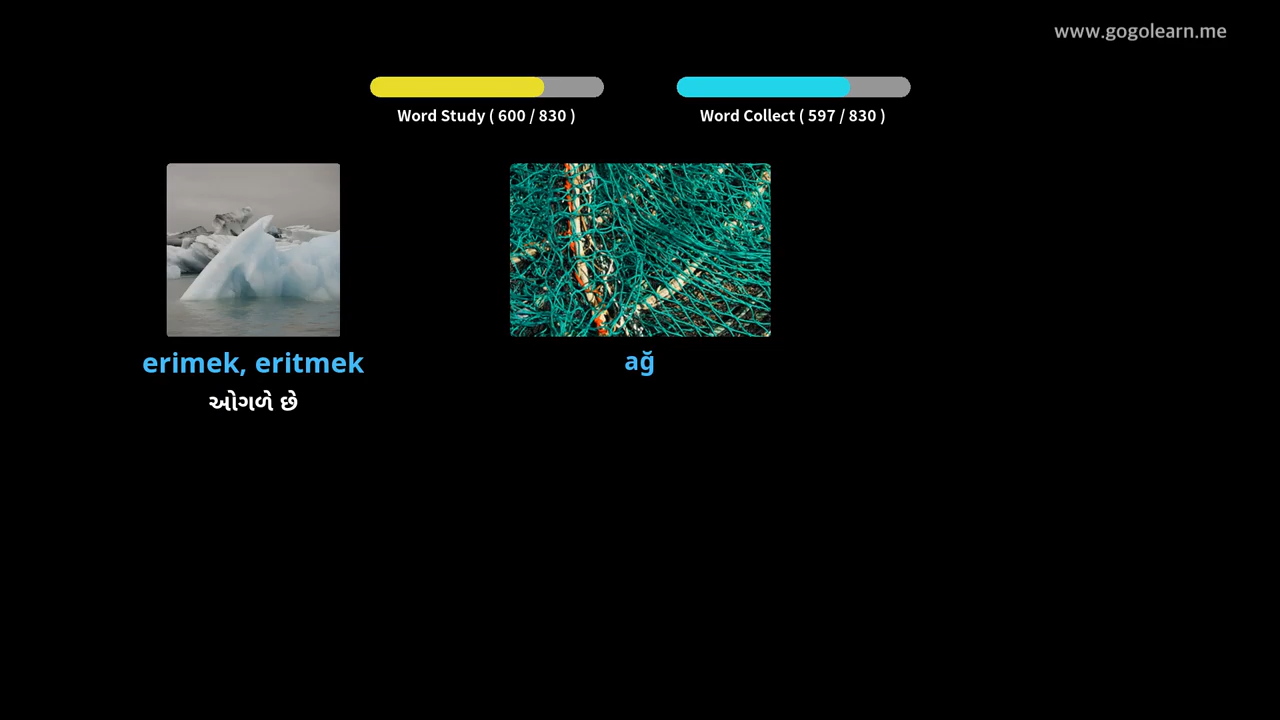 www.gogolearn.me
Word Study ( 600 / 830 )
Word Collect ( 597 / 830 )
erimek, eritmek
ઓગળે છે
ağ